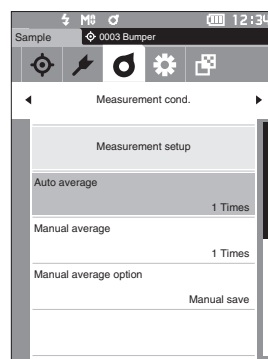 M0 12:34
Sample 0003 Bumper
Measurement cond.
Measurement setup
Auto average
1 Times
Manual average
1 Times
Manual average option
Manual save